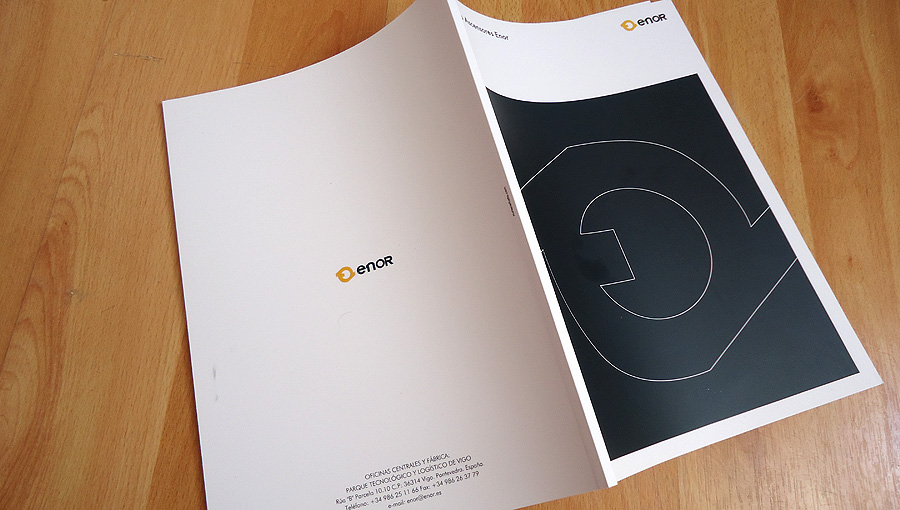 Ascensores Enor
enor
enor
OFICINAS CENTRALES Y FÁBRICA:
PARQUE TECNOLÓGICO Y LOGÍSTICO DE VIGO
Rúa "B" Parcela 10.10 C.P: 36314 Vigo. Pontevedra. España.
Teléfono: +34 986 25 11 66 Fax: +34 986 26 37 79
e-mail: enor@enor.es